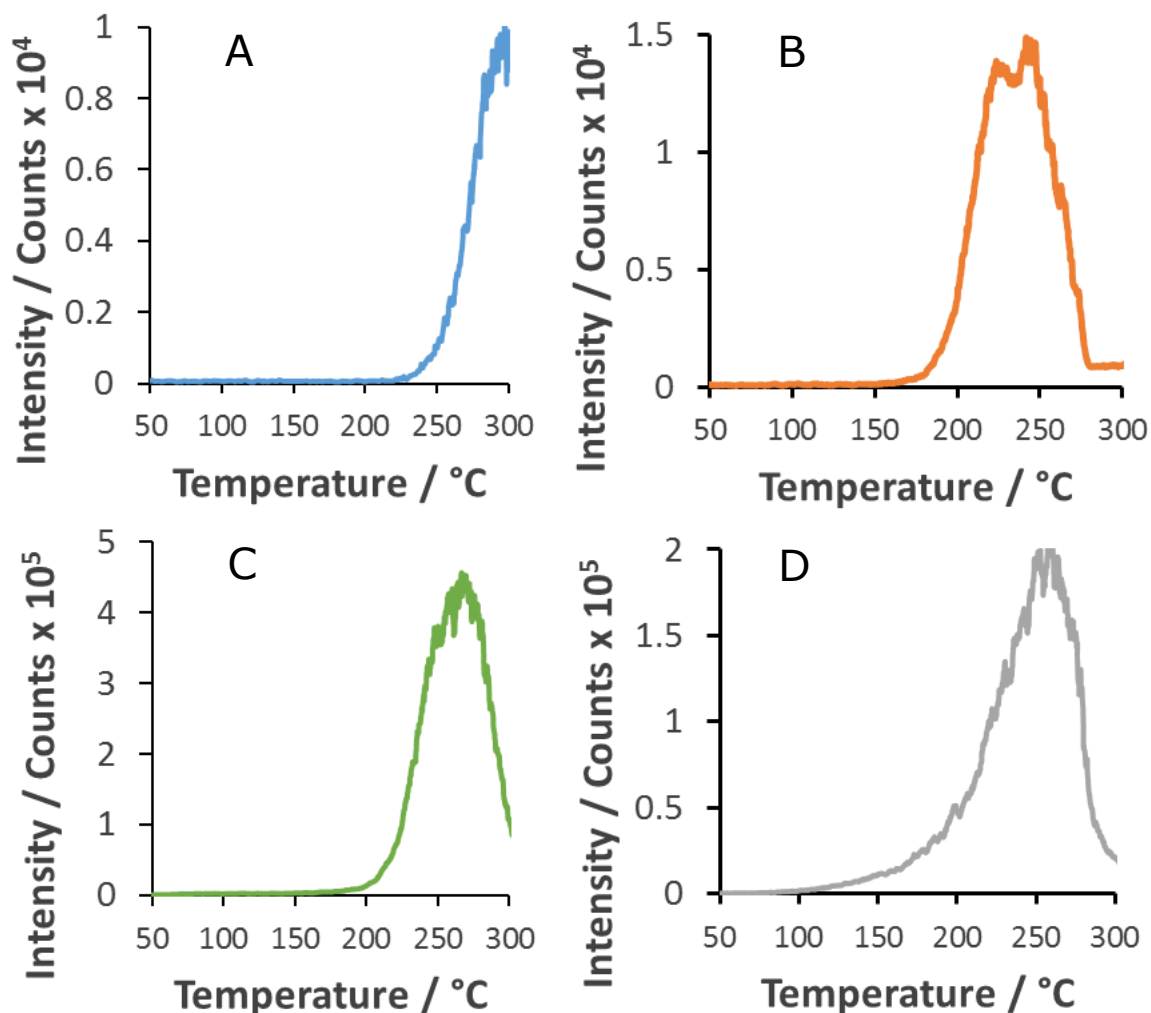 A
Intensity / Counts x 10⁴
1
0.8
0.6
0.4
0.2
0
50 100 150 200 250 300
Temperature / °C
B
Intensity / Counts x 10⁴
1.5
1
0.5
0
50 100 150 200 250 300
Temperature / °C
C
Intensity / Counts x 10⁵
5
4
3
2
1
0
50 100 150 200 250 300
Temperature / °C
D
Intensity / Counts x 10⁵
2
1.5
1
0.5
0
50 100 150 200 250 300
Temperature / °C